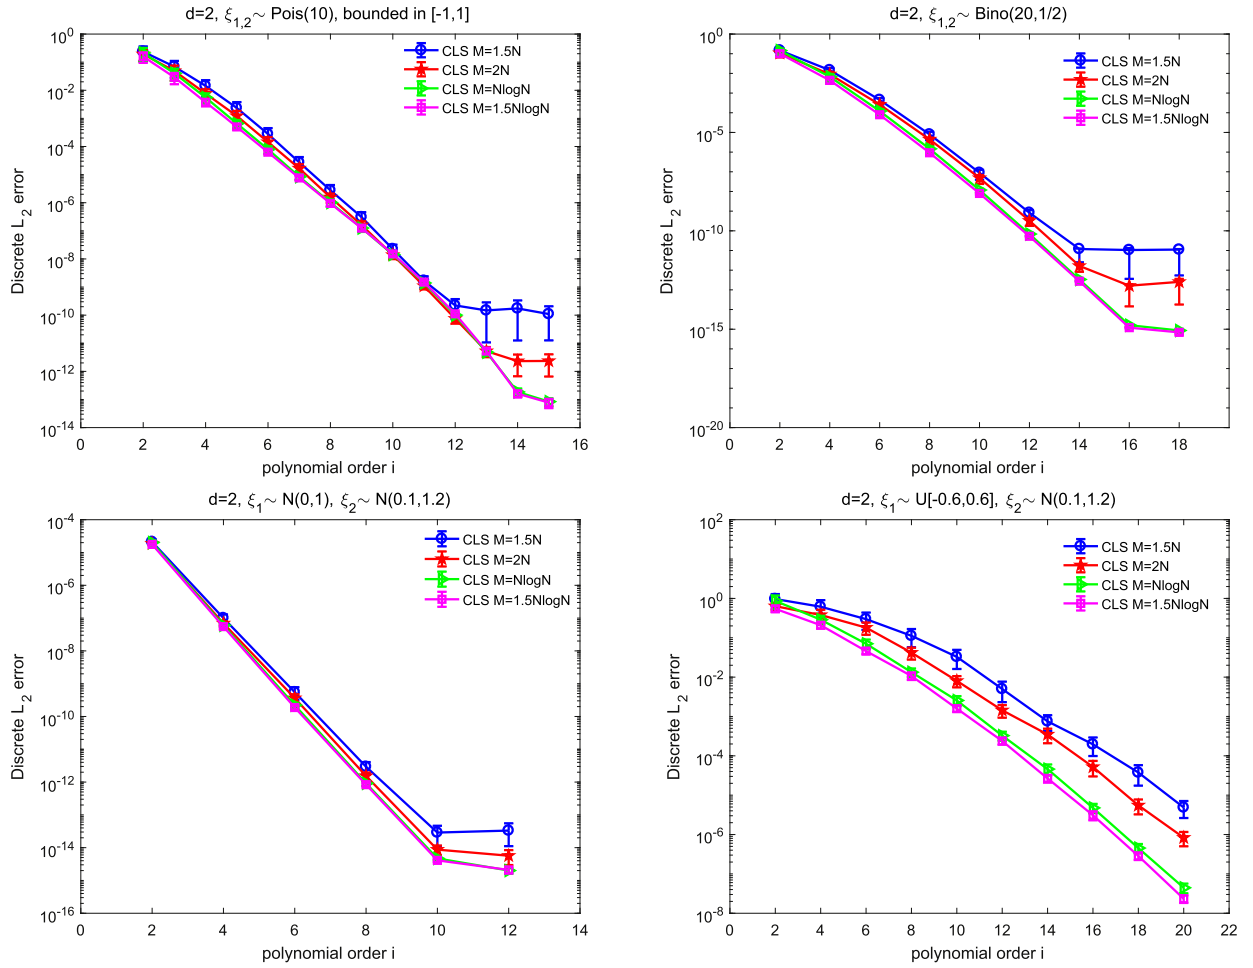 d=2, ξ1,2~ Pois(10), bounded in [-1,1]
10^0
10^-2
10^-4
10^-6
10^-8
10^-10
10^-12
10^-14
Discrete L2 error
CLS M=1.5N
CLS M=2N
CLS M=NlogN
CLS M=1.5NlogN
0 2 4 6 8 10 12 14 16
polynomial order i
d=2, ξ1,2~ Bino(20,1/2)
10^0
10^-5
10^-10
10^-15
10^-20
Discrete L2 error
CLS M=1.5N
CLS M=2N
CLS M=NlogN
CLS M=1.5NlogN
0 2 4 6 8 10 12 14 16 18
polynomial order i
d=2, ξ1~ N(0,1), ξ2~ N(0.1,1.2)
10^-4
10^-6
10^-8
10^-10
10^-12
10^-14
10^-16
Discrete L2 error
CLS M=1.5N
CLS M=2N
CLS M=NlogN
CLS M=1.5NlogN
0 2 4 6 8 10 12 14
polynomial order i
d=2, ξ1~ U[-0.6,0.6], ξ2~ N(0.1,1.2)
10^2
10^0
10^-2
10^-4
10^-6
10^-8
Discrete L2 error
CLS M=1.5N
CLS M=2N
CLS M=NlogN
CLS M=1.5NlogN
0 2 4 6 8 10 12 14 16 18 20 22
polynomial order i